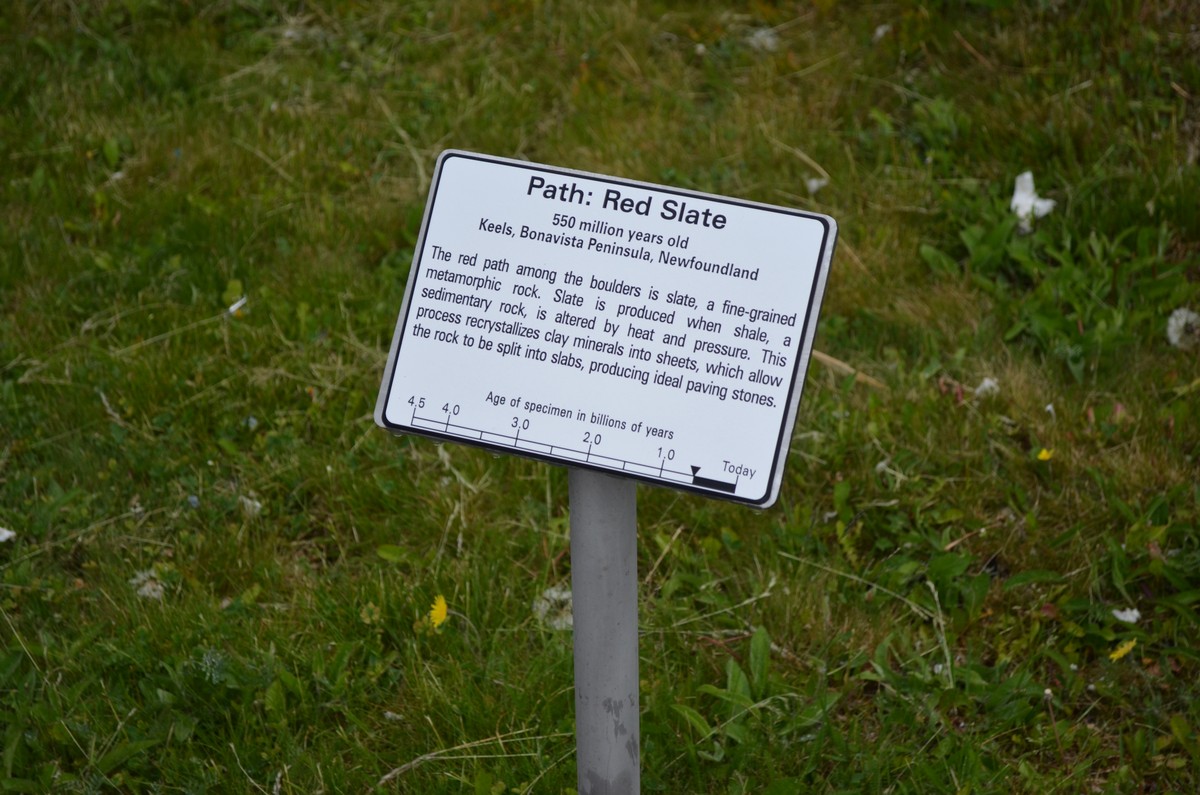 Path: Red Slate
550 million years old
Keels, Bonavista Peninsula, Newfoundland
The red path among the boulders is slate, a fine-grained
metamorphic rock. Slate is produced when shale, a
sedimentary rock, is altered by heat and pressure. This
process recrystallizes clay minerals into sheets, which allow
the rock to be split into slabs, producing ideal paving stones.
Age of specimen in billions of years
4.5 4.0 3.0 2.0 1.0 Today